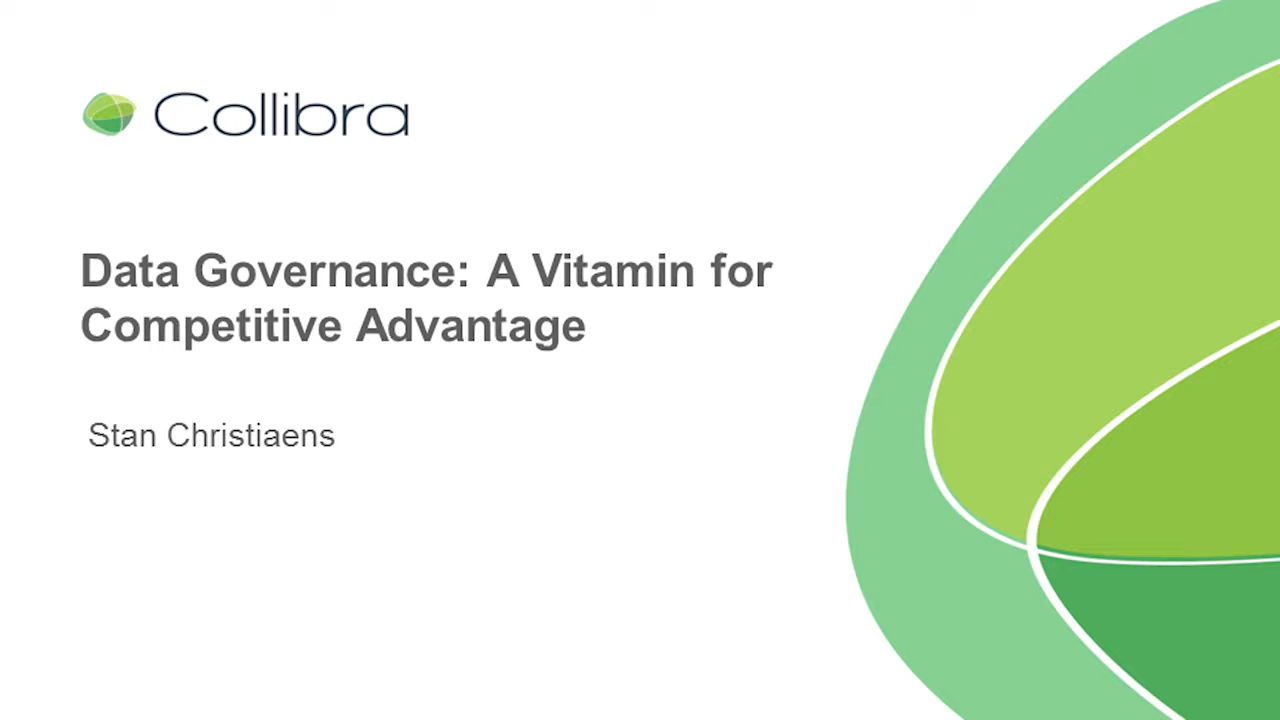 Collibra
Data Governance: A Vitamin for
Competitive Advantage
Stan Christiaens